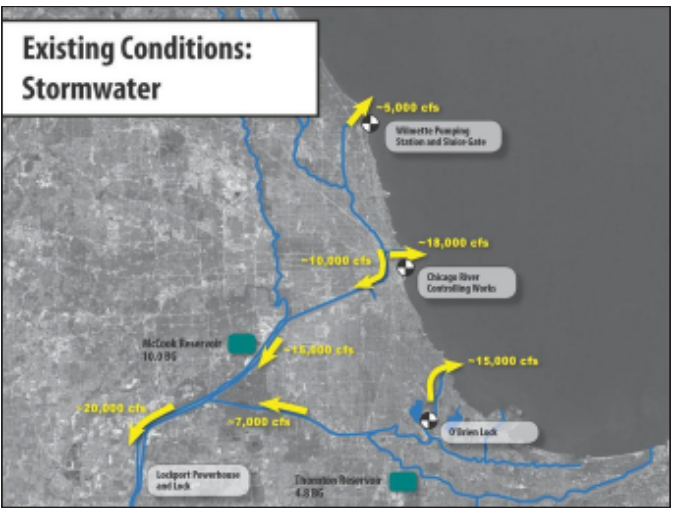 Existing Conditions:
Stormwater
~5,000 cfs
Wilmette Pumping
Station and Sluice Gate
~18,000 cfs
~10,000 cfs
Chicago River
Controlling Works
McCook Reservoir
10.0 BG
~15,000 cfs
~15,000 cfs
~20,000 cfs
~7,000 cfs
O'Brien Lock
Lockport Powerhouse
and Lock
Thornton Reservoir
4.8 BG